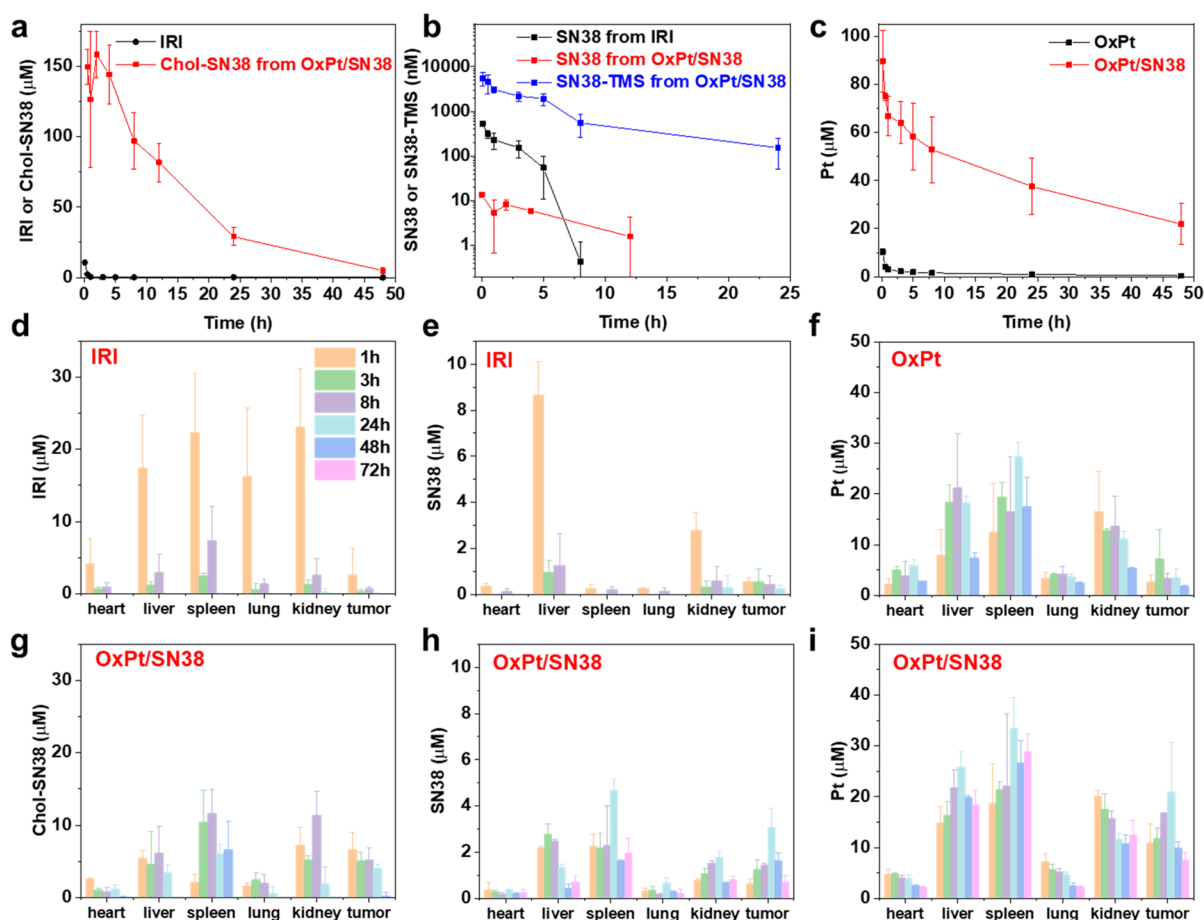 a
IRI
Chol-SN38 from OxPt/SN38
IRI or Chol-SN38 (μM)
150
100
50
0
0 5 10 15 20 25 30 35 40 45 50
Time (h)
b
SN38 from IRI
SN38 from OxPt/SN38
SN38-TMS from OxPt/SN38
SN38 or SN38-TMS (nM)
10000
1000
100
10
1
0 5 10 15 20 25
Time (h)
c
OxPt
OxPt/SN38
Pt (μM)
100
80
60
40
20
0
0 5 10 15 20 25 30 35 40 45 50
Time (h)
d
IRI
1h
3h
8h
24h
48h
72h
IRI (μM)
30
20
10
0
heart liver spleen lung kidney tumor
e
IRI
SN38 (μM)
10
8
6
4
2
0
heart liver spleen lung kidney tumor
f
OxPt
Pt (μM)
50
40
30
20
10
0
heart liver spleen lung kidney tumor
g
OxPt/SN38
Chol-SN38 (μM)
30
20
10
0
heart liver spleen lung kidney tumor
h
OxPt/SN38
SN38 (μM)
10
8
6
4
2
0
heart liver spleen lung kidney tumor
i
OxPt/SN38
Pt (μM)
50
40
30
20
10
0
heart liver spleen lung kidney tumor